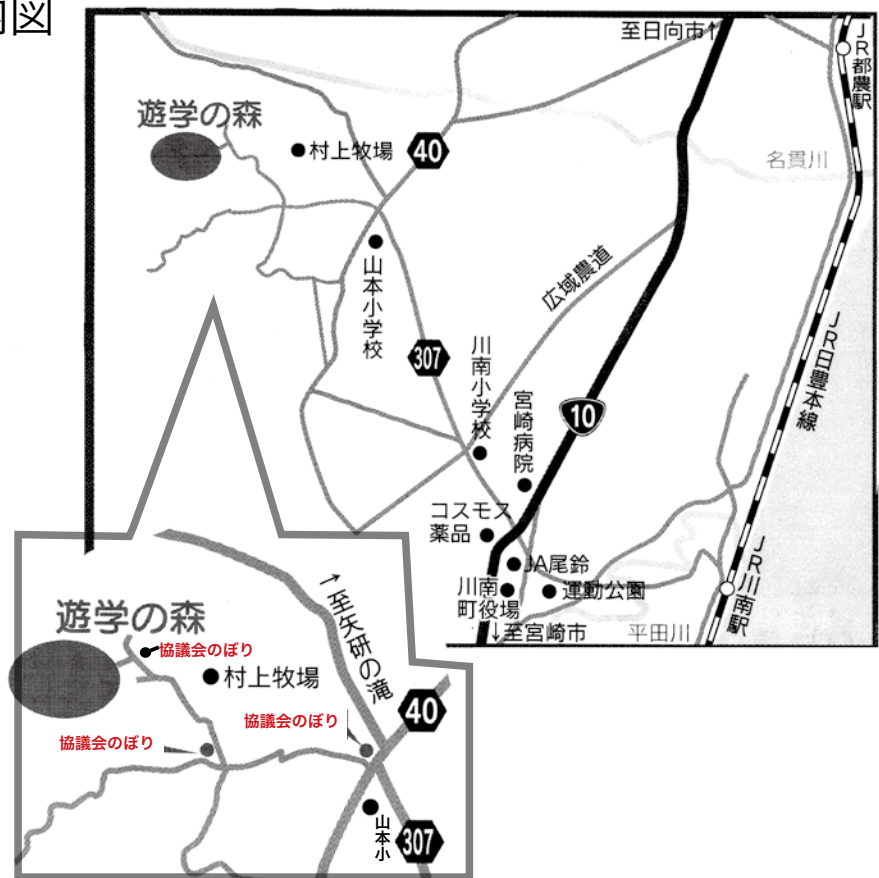 図
至日向市↑
JR都農駅
遊学の森
村上牧場
40
名貫川
山本小学校
広域農道
307
川南小学校
JR日豊本線
宮崎病院
10
コスモス
薬品
JA尾鈴
川南
町役場
運動公園
JR川南駅
↓至宮崎市
平田川
→至矢研の滝
遊学の森
協議会のぼり
村上牧場
40
協議会のぼり
協議会のぼり
山本小
307